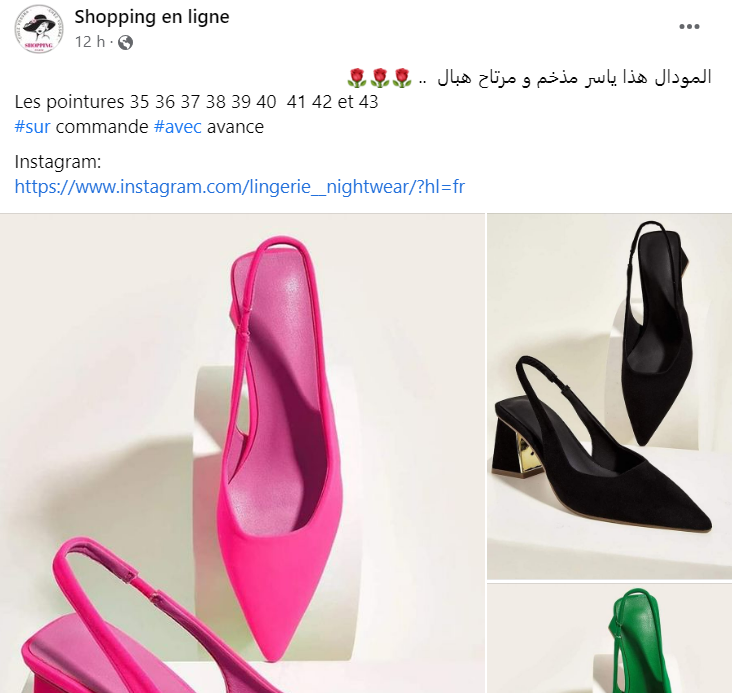 Shopping en ligne
12 h ·
المودال هذا ياسر مذخم و مرتاح هبال .. 🌹🌹🌹
Les pointures 35 36 37 38 39 40 41 42 et 43
#sur commande #avec avance
Instagram:
https://www.instagram.com/lingerie__nightwear/?hl=fr
SHOPPING